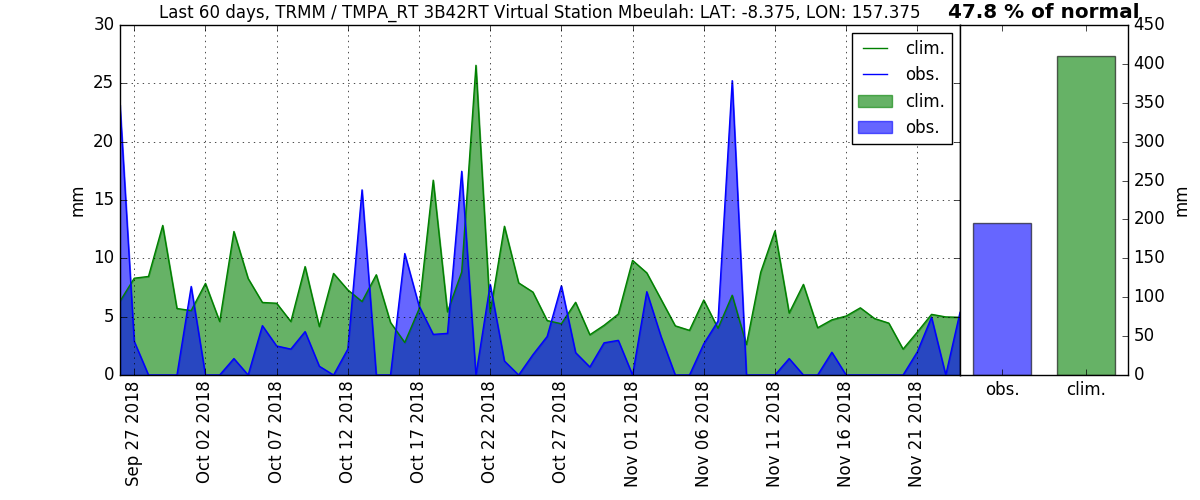 Last 60 days, TRMM / TMPA_RT 3B42RT Virtual Station Mbeulah: LAT: -8.375, LON: 157.375
47.8 % of normal
30
25
20
15
10
5
0
mm
clim.
obs.
clim.
obs.
Sep 27 2018
Oct 02 2018
Oct 07 2018
Oct 12 2018
Oct 17 2018
Oct 22 2018
Oct 27 2018
Nov 01 2018
Nov 06 2018
Nov 11 2018
Nov 16 2018
Nov 21 2018
450
400
350
300
250
200
150
100
50
0
mm
obs.
clim.